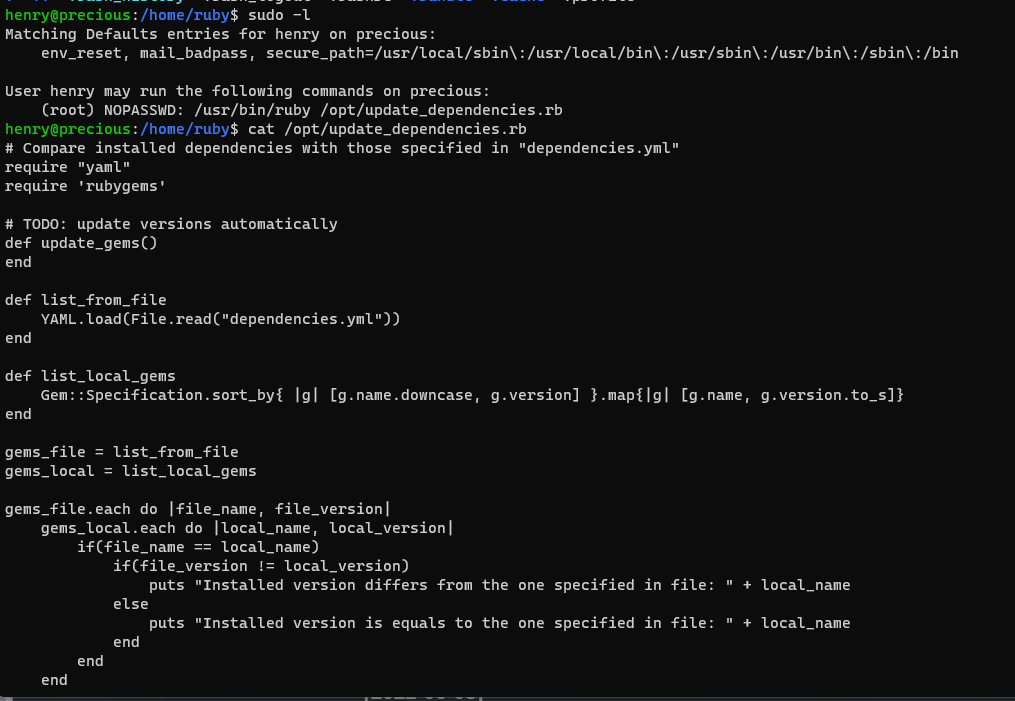 henry@precious:/home/ruby$ sudo -l
Matching Defaults entries for henry on precious:
    env_reset, mail_badpass, secure_path=/usr/local/sbin\:/usr/local/bin\:/usr/sbin\:/usr/bin\:/sbin\:/bin

User henry may run the following commands on precious:
    (root) NOPASSWD: /usr/bin/ruby /opt/update_dependencies.rb
henry@precious:/home/ruby$ cat /opt/update_dependencies.rb
# Compare installed dependencies with those specified in "dependencies.yml"
require "yaml"
require 'rubygems'

# TODO: update versions automatically
def update_gems()
end

def list_from_file
    YAML.load(File.read("dependencies.yml"))
end

def list_local_gems
    Gem::Specification.sort_by{ |g| [g.name.downcase, g.version] }.map{|g| [g.name, g.version.to_s]}
end

gems_file = list_from_file
gems_local = list_local_gems

gems_file.each do |file_name, file_version|
    gems_local.each do |local_name, local_version|
        if(file_name == local_name)
            if(file_version != local_version)
                puts "Installed version differs from the one specified in file: " + local_name
            else
                puts "Installed version is equals to the one specified in file: " + local_name
            end
        end
    end